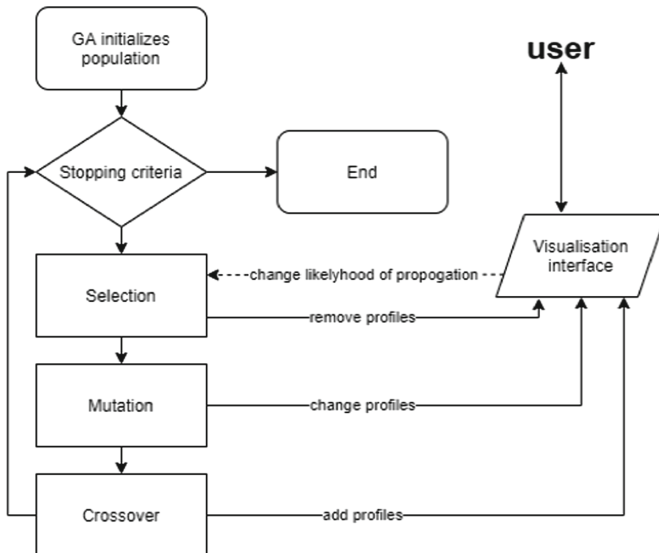 GA initializes
population
user
Stopping criteria
End
Visualisation
interface
change likelyhood of propogation
Selection
remove profiles
Mutation
change profiles
Crossover
add profiles